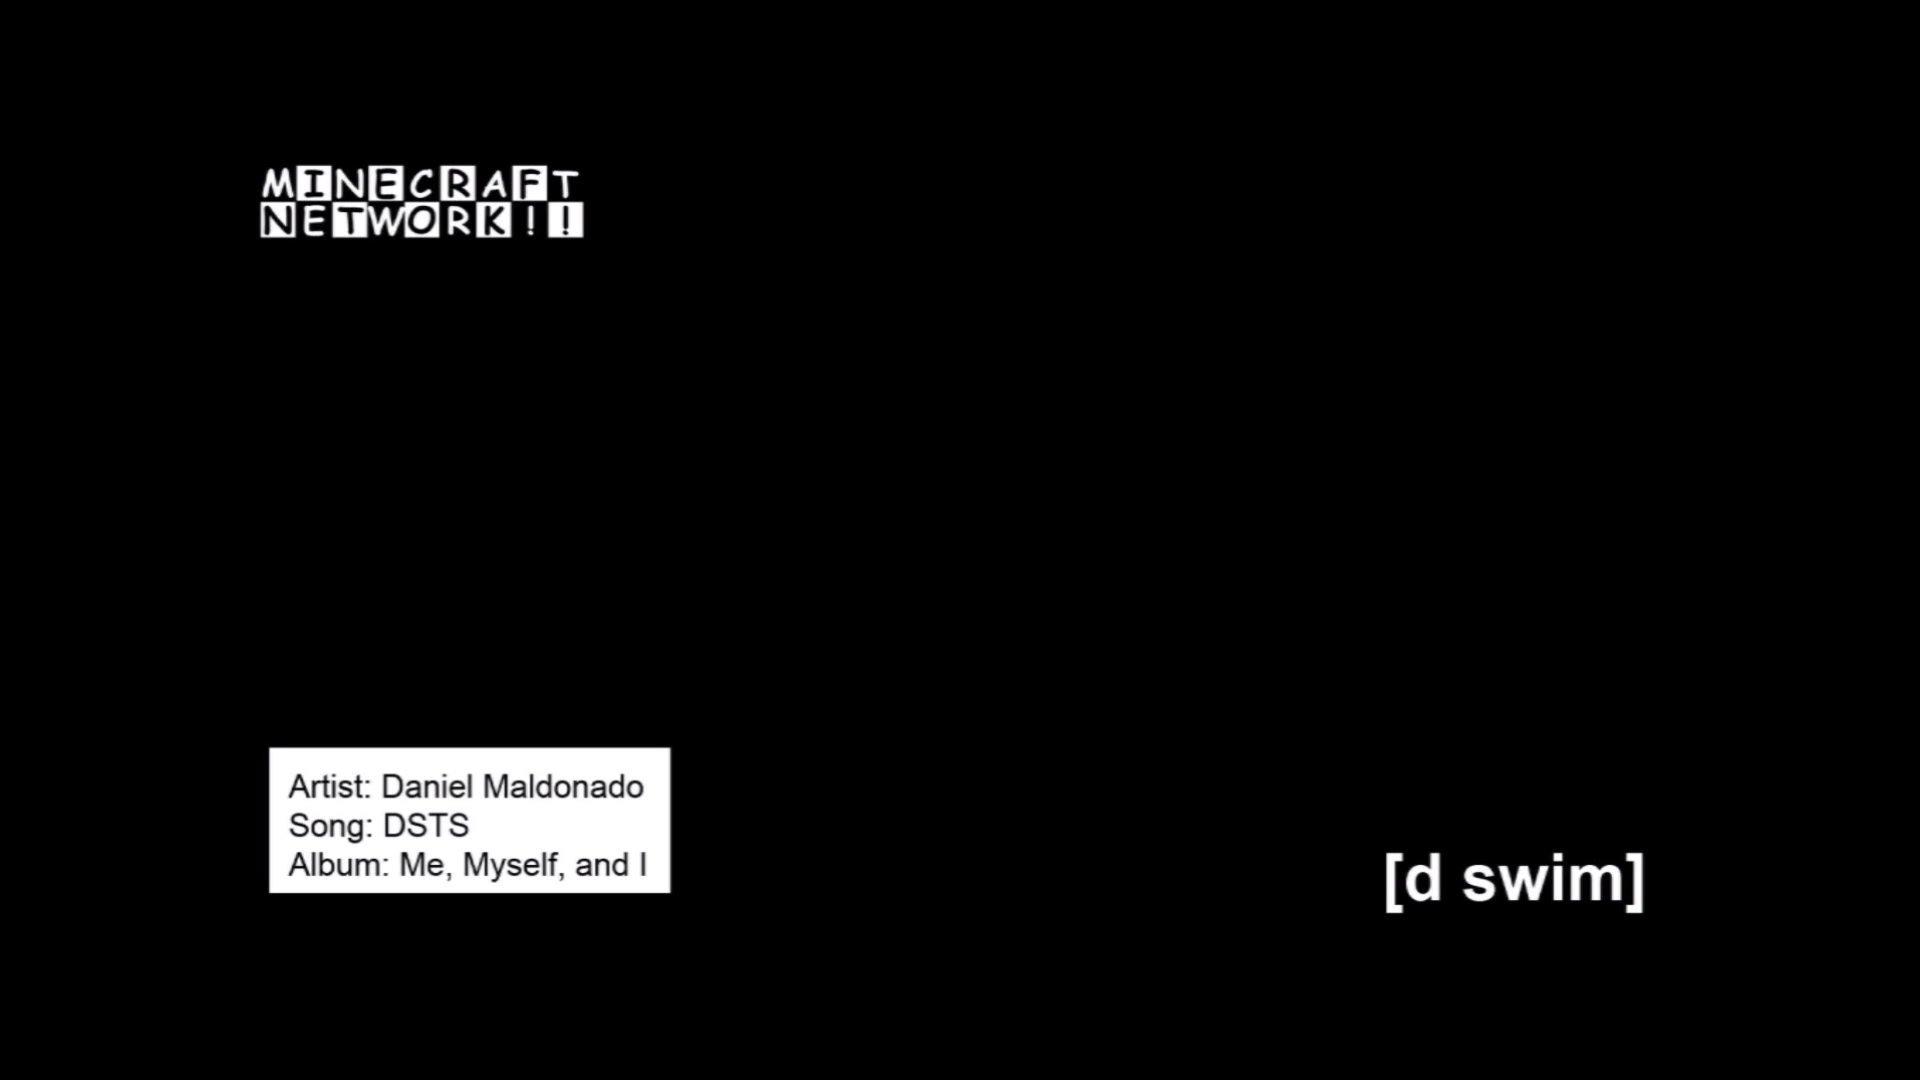 MINECRAFT
NETWORK!!
Artist: Daniel Maldonado
Song: DSTS
Album: Me, Myself, and I
[d swim]